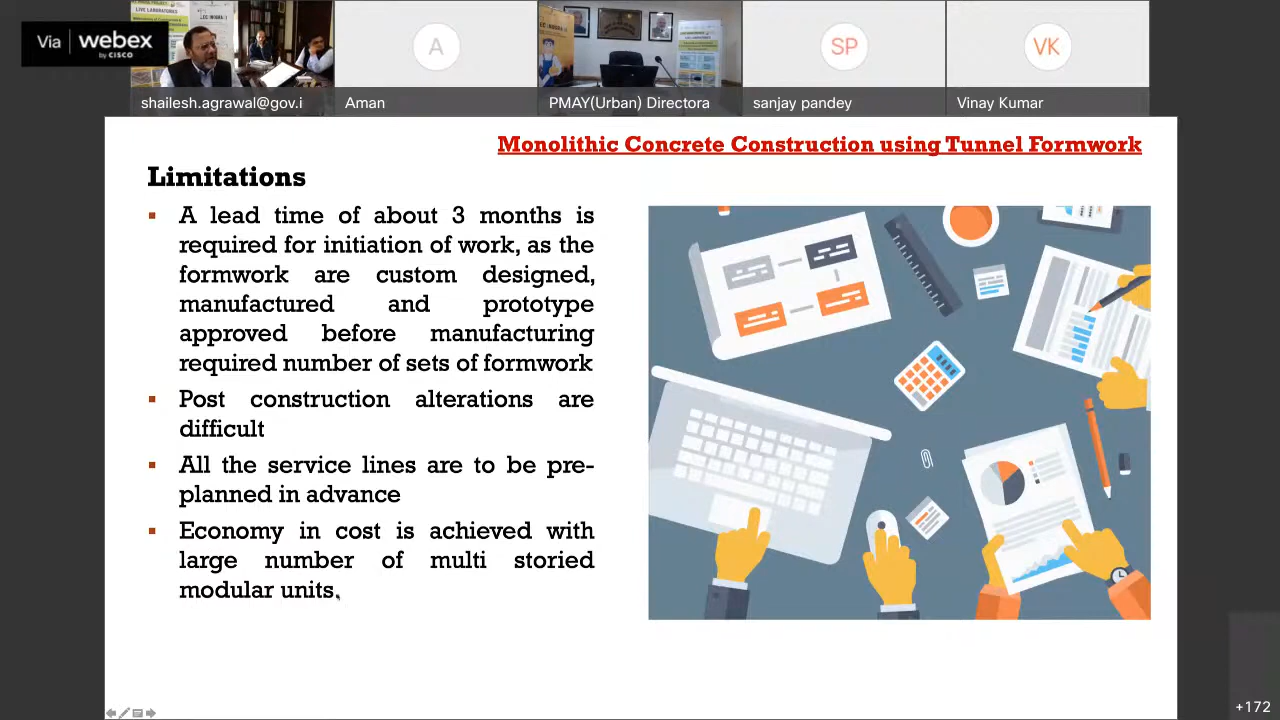 Via webex
by CISCO
LIVE LABORATORIES
shailesh.agrawal@gov.i
A
Aman
PMAY(Urban) Directora
SP
sanjay pandey
VK
Vinay Kumar
Monolithic Concrete Construction using Tunnel Formwork
Limitations
▪ A lead time of about 3 months is
required for initiation of work, as the
formwork are custom designed,
manufactured and prototype
approved before manufacturing
required number of sets of formwork
▪ Post construction alterations are
difficult
▪ All the service lines are to be pre-
planned in advance
▪ Economy in cost is achieved with
large number of multi storied
modular units.
+172